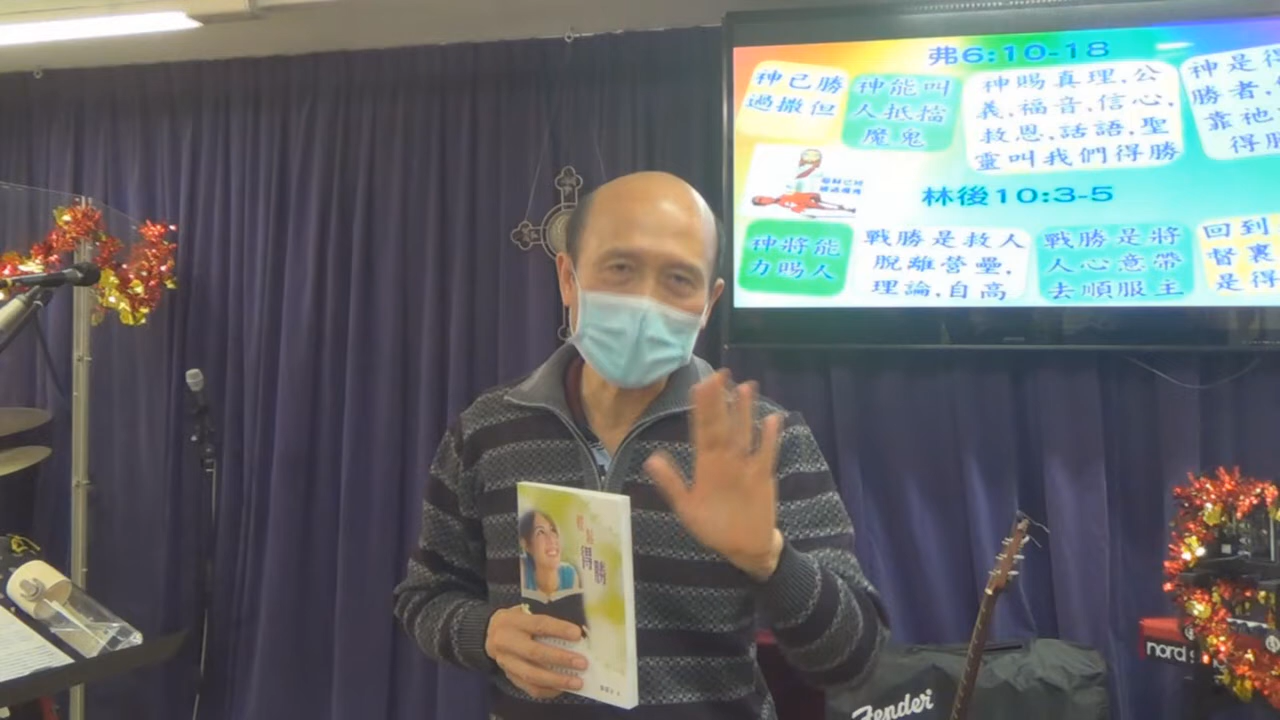 弗6:10-18
神已勝
過撒但
神能叫
人抵擋
魔鬼
神賜真理,公
義,福音,信心,
救恩,話語,聖
靈叫我們得勝
神是得
勝者,
靠祂
得勝
林後10:3-5
神將能
力賜人
戰勝是救人
脫離營壘,
理論,自高
戰勝是將
人心意帶
去順服主
回到
督裏
是得
得勝
Fender
nord